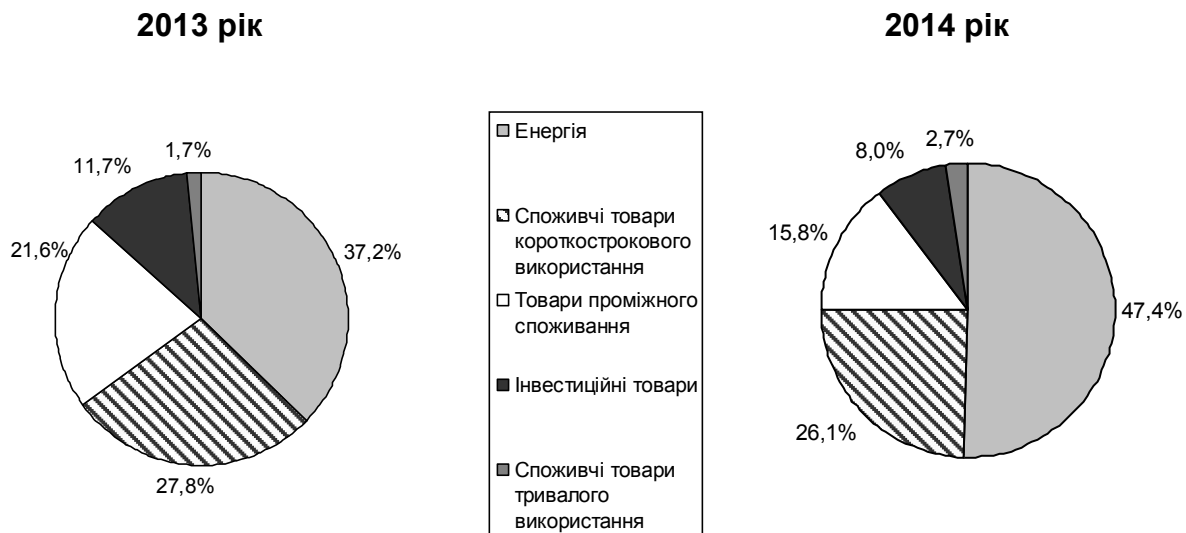 2013 рік
2014 рік
1,7%
11,7%
21,6%
37,2%
27,8%
Енергія
Споживчі товари
короткострокового
використання
Товари проміжного
споживання
Інвестиційні товари
Споживчі товари
тривалого
використання
2,7%
8,0%
15,8%
47,4%
26,1%